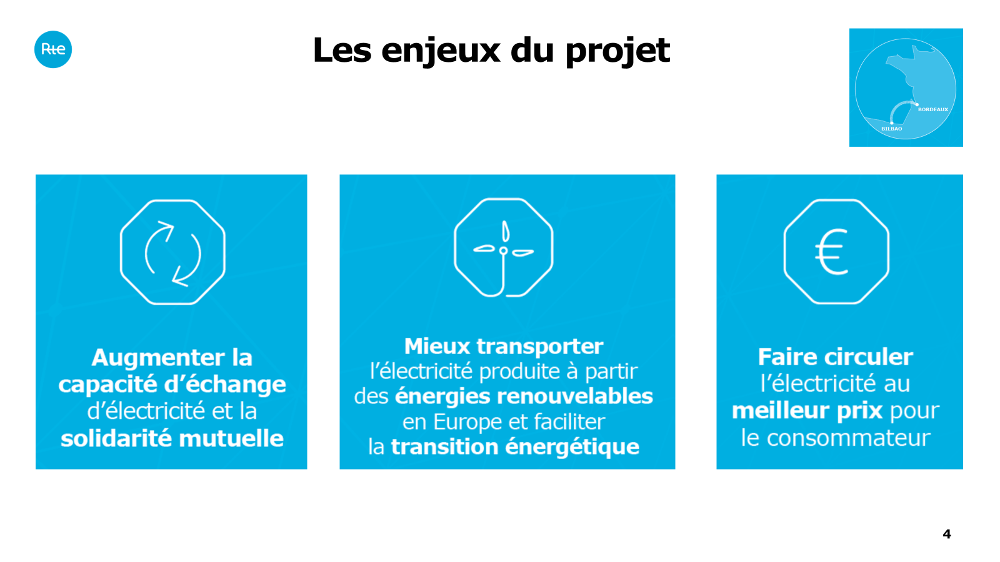 Rte
Les enjeux du projet
BORDEAUX
BILBAO
Augmenter la
capacité d’échange
d’électricité et la
solidarité mutuelle
Mieux transporter
l’électricité produite à partir
des énergies renouvelables
en Europe et faciliter
la transition énergétique
€
Faire circuler
l’électricité au
meilleur prix pour
le consommateur
4